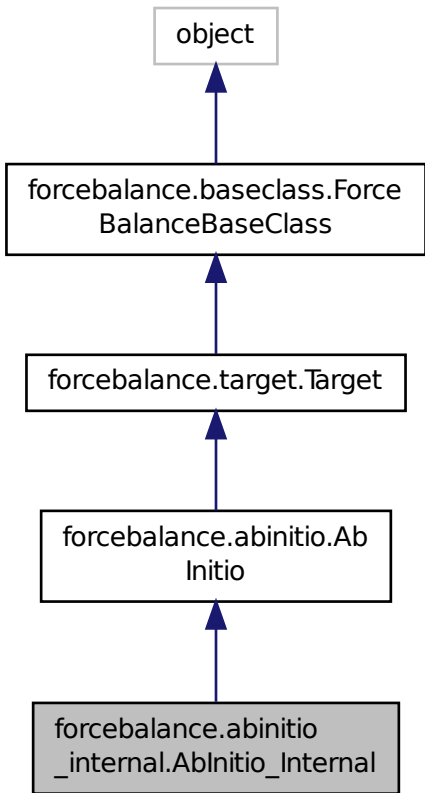 object
forcebalance.baseclass.Force
BalanceBaseClass
forcebalance.target.Target
forcebalance.abinitio.Ab
Initio
forcebalance.abinitio
_internal.AbInitio_Internal